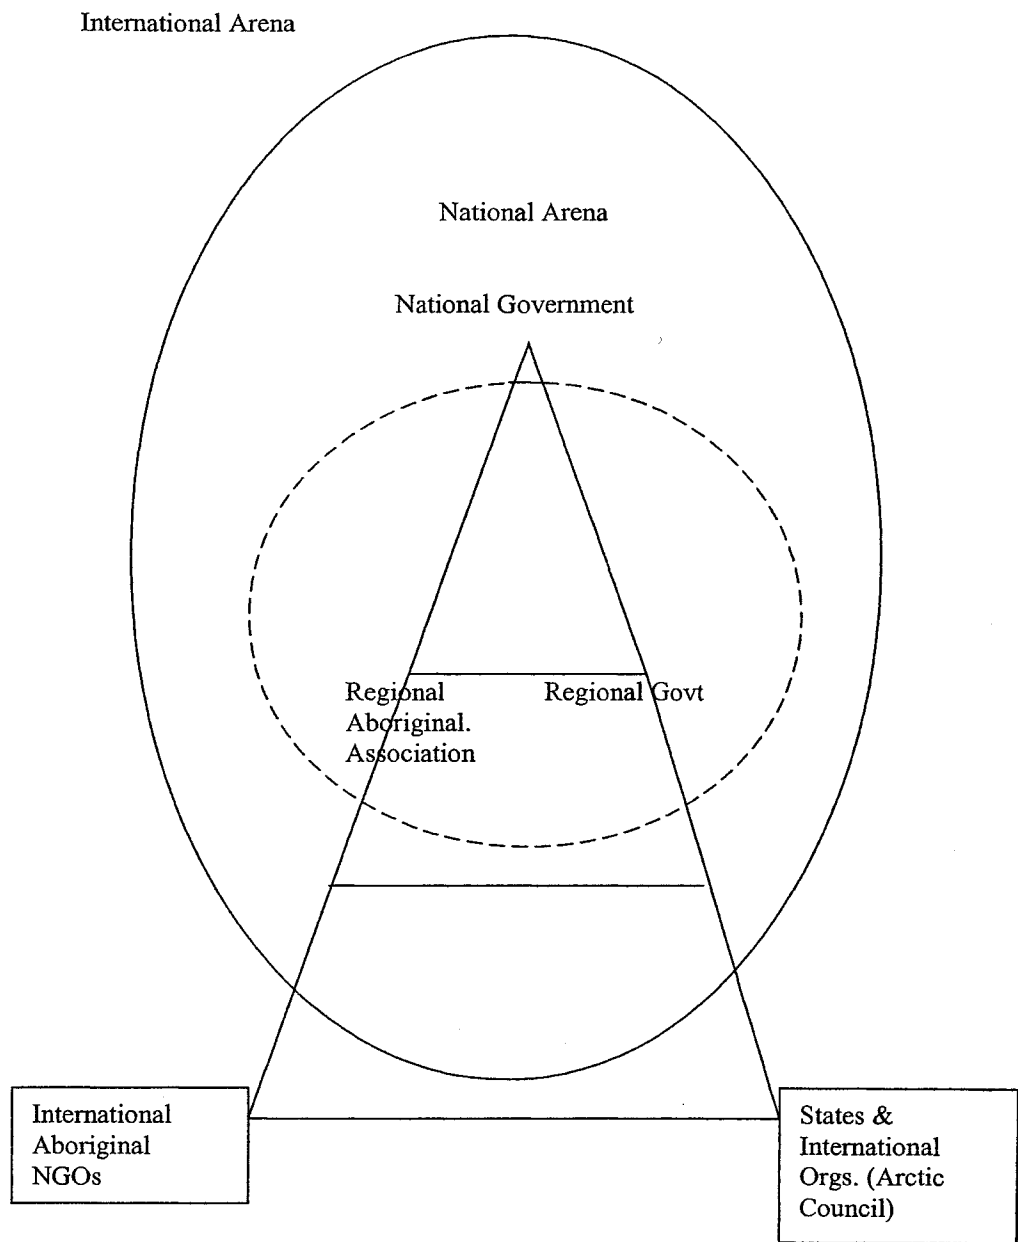 International Arena
National Arena
National Government
Regional
Aboriginal.
Association
Regional Govt
International
Aboriginal
NGOs
States &
International
Orgs. (Arctic
Council)